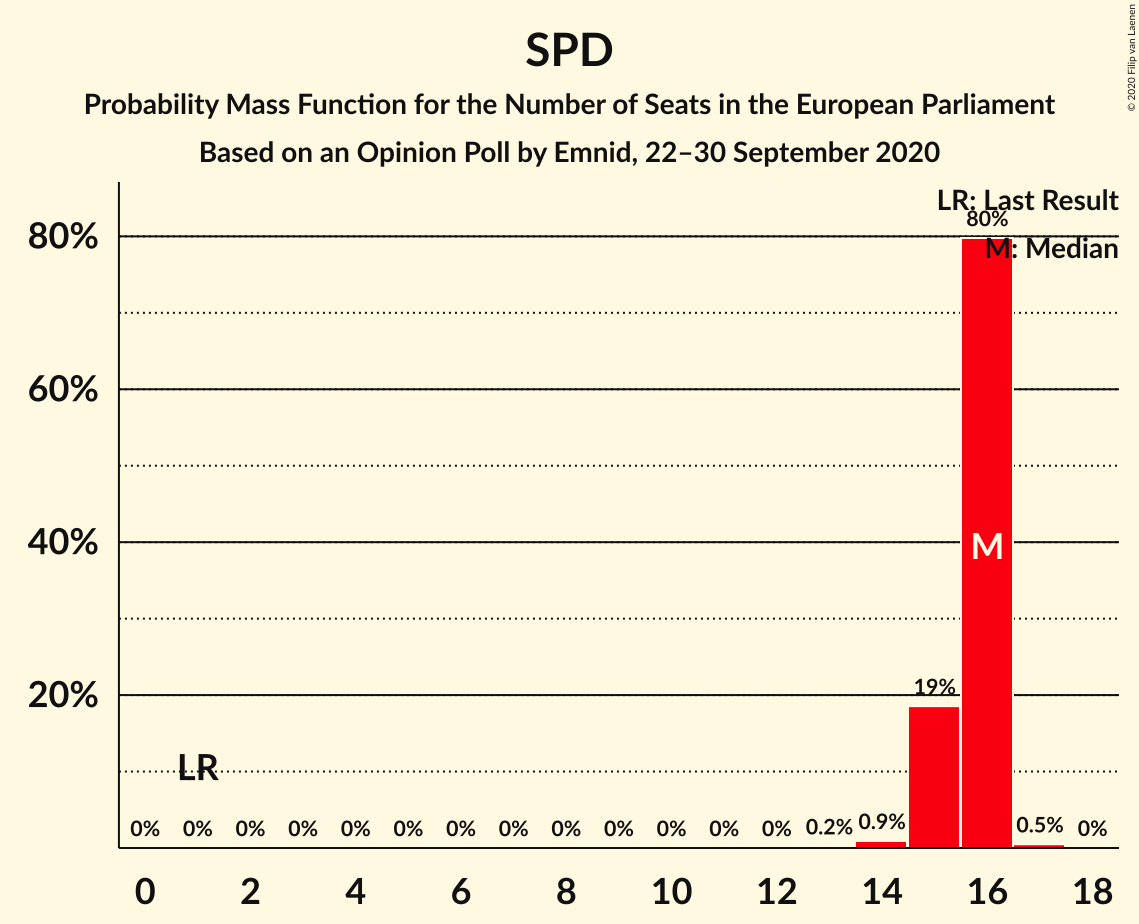 SPD
Probability Mass Function for the Number of Seats in the European Parliament
Based on an Opinion Poll by Emnid, 22–30 September 2020
© 2020 Filip van Laenen
LR: Last Result
M: Median
80%
60%
40%
20%
LR
M
0% 0% 0% 0% 0% 0% 0% 0% 0% 0% 0% 0% 0% 0.2% 0.9% 19% 80% 0.5% 0%
0 2 4 6 8 10 12 14 16 18